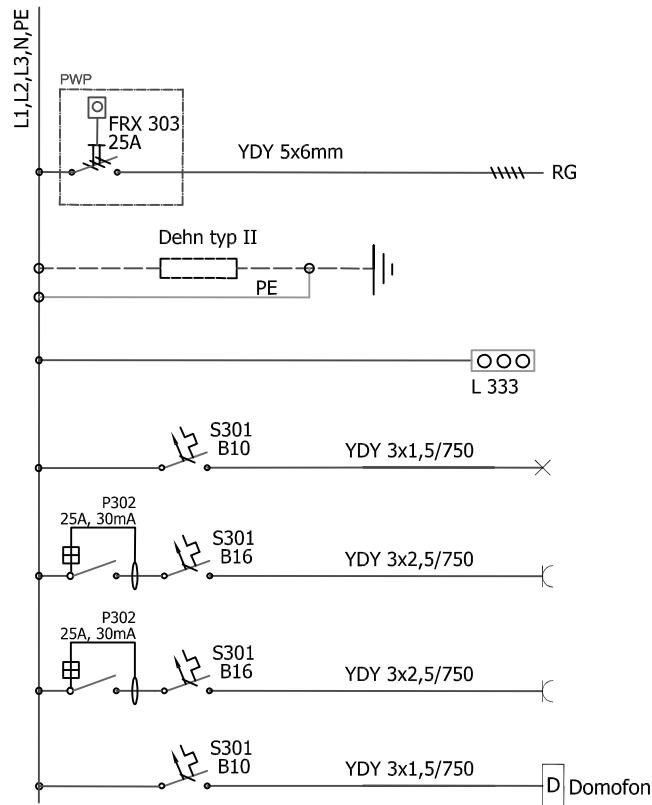 L1,L2,L3,N,PE
PWP
FRX 303
25A
YDY 5x6mm
RG
Dehn typ II
PE
L 333
S301
B10
YDY 3x1,5/750
P302
25A, 30mA
S301
B16
YDY 3x2,5/750
P302
25A, 30mA
S301
B16
YDY 3x2,5/750
S301
B10
YDY 3x1,5/750
D Domofon